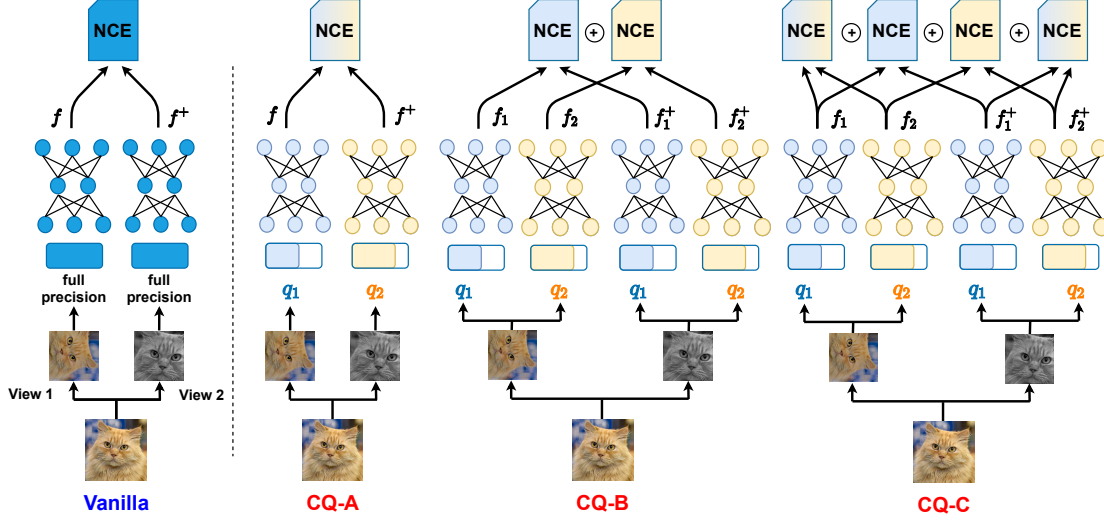 NCE NCE NCE + NCE NCE + NCE + NCE + NCE
f f⁺ f f⁺ f₁ f₂ f₁⁺ f₂⁺ f₁ f₂ f₁⁺ f₂⁺
full precision full precision
q₁ q₂ q₁ q₂ q₁ q₂ q₁ q₂ q₁ q₂
View 1 View 2
Vanilla CQ-A CQ-B CQ-C